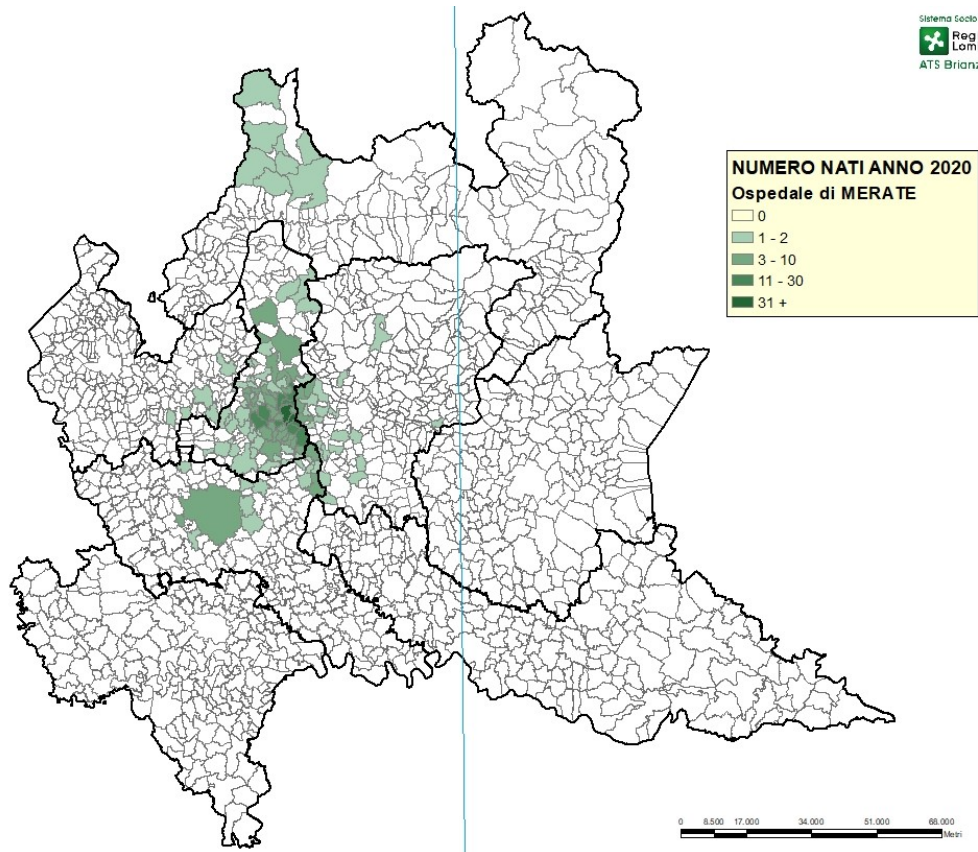 Sistema Socio
Reg
Lom
ATS Brianz
NUMERO NATI ANNO 2020
Ospedale di MERATE
0
1 - 2
3 - 10
11 - 30
31 +
0 8.500 17.000 34.000 51.000 68.000
Metri